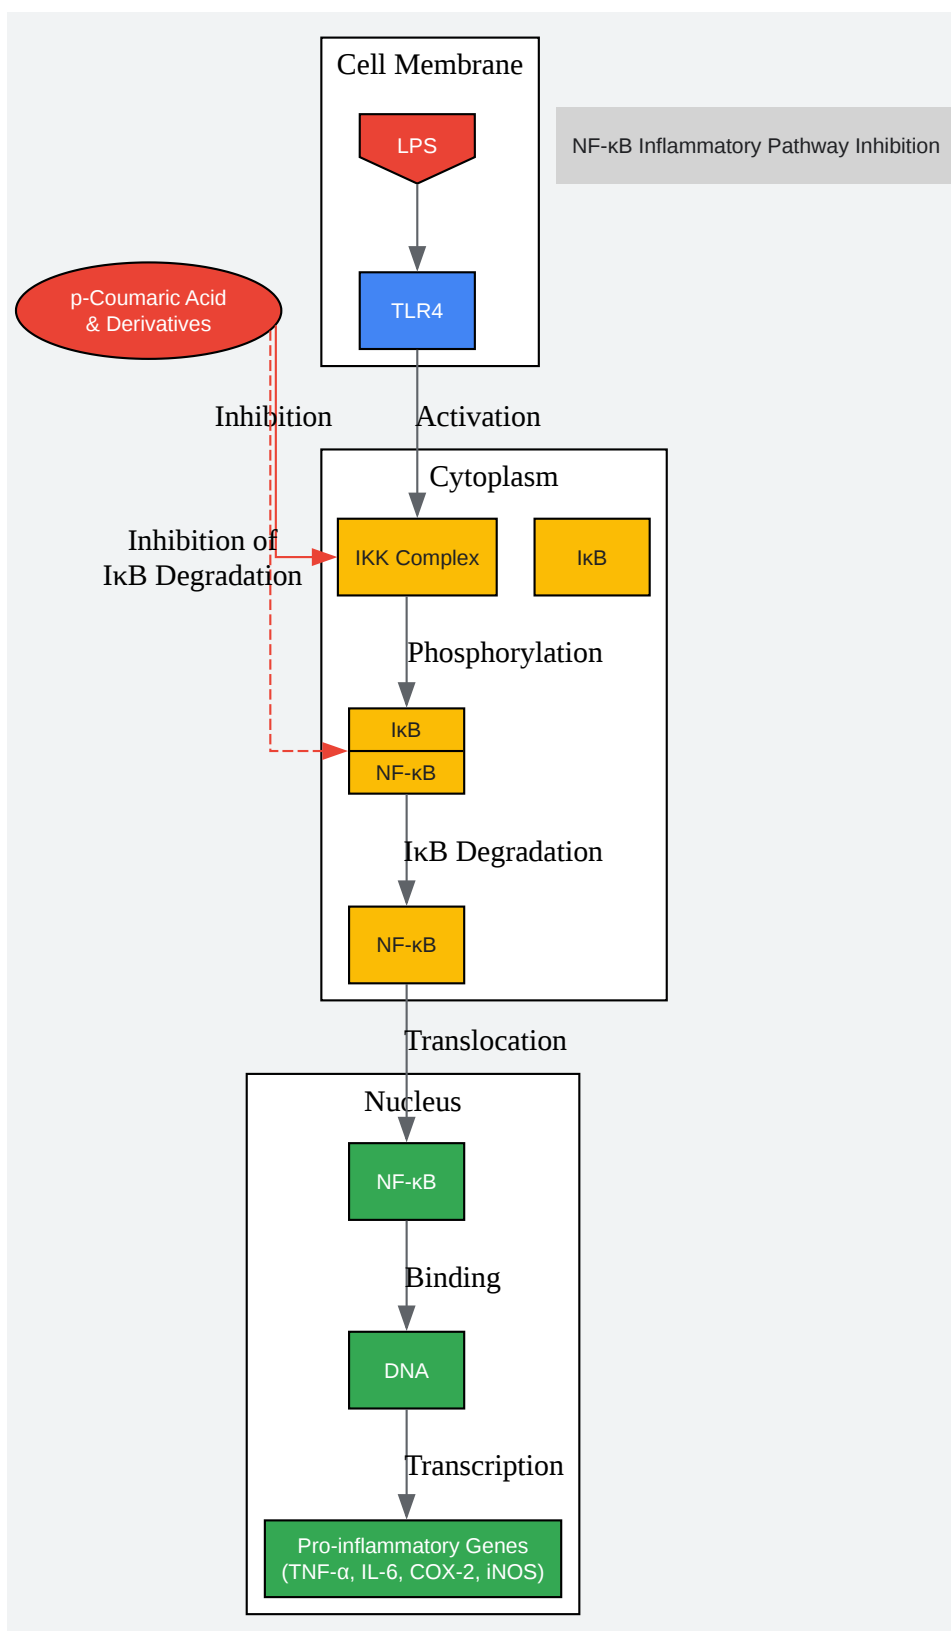 Cell Membrane
LPS
NF-κB Inflammatory Pathway Inhibition
p-Coumaric Acid
& Derivatives
TLR4
Inhibition
Activation
Cytoplasm
Inhibition of
IκB Degradation
IKK Complex
IκB
Phosphorylation
IκB
NF-κB
IκB Degradation
NF-κB
Translocation
Nucleus
NF-κB
Binding
DNA
Transcription
Pro-inflammatory Genes
(TNF-α, IL-6, COX-2, iNOS)